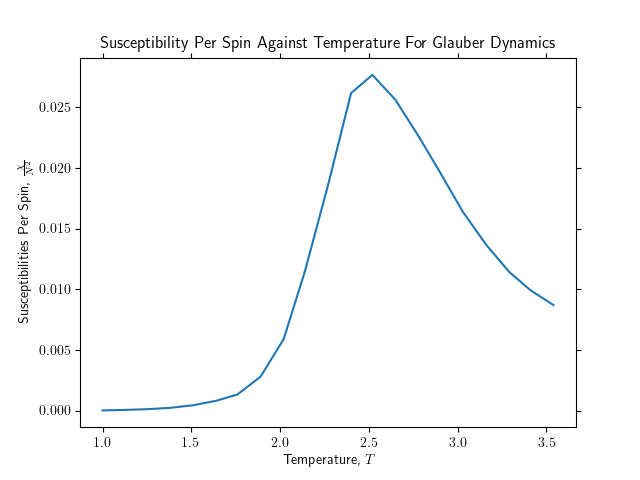 Susceptibility Per Spin Against Temperature For Glauber Dynamics
Susceptibilities Per Spin, χ/N²
0.025
0.020
0.015
0.010
0.005
0.000
1.0 1.5 2.0 2.5 3.0 3.5
Temperature, T